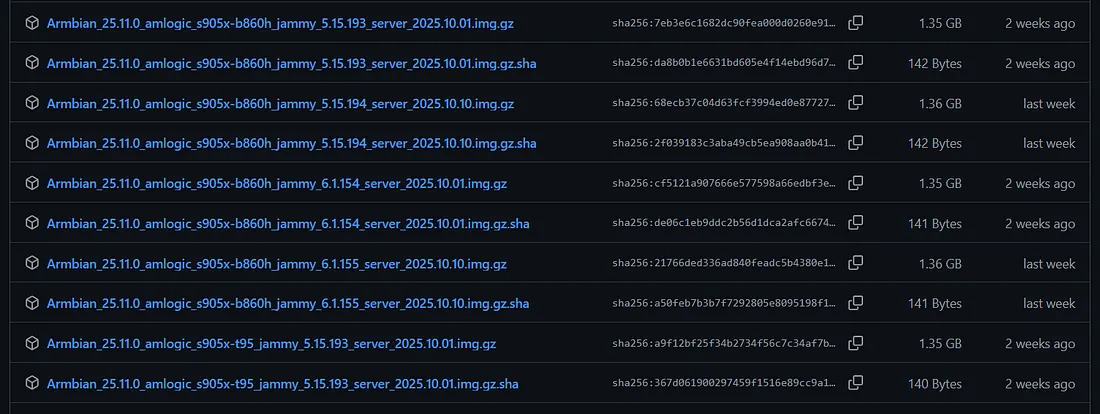 Armbian_25.11.0_amlogic_s905x-b860h_jammy_5.15.193_server_2025.10.01.img.gz sha256:7eb3e6c1682dc90fea000d0260e91… 1.35 GB 2 weeks ago
Armbian_25.11.0_amlogic_s905x-b860h_jammy_5.15.193_server_2025.10.01.img.gz.sha sha256:da8b0b1e6631bd605e4f14ebd96d7… 142 Bytes 2 weeks ago
Armbian_25.11.0_amlogic_s905x-b860h_jammy_5.15.194_server_2025.10.10.img.gz sha256:68ecb37c04d63fcf3994ed0e87727… 1.36 GB last week
Armbian_25.11.0_amlogic_s905x-b860h_jammy_5.15.194_server_2025.10.10.img.gz.sha sha256:2f039183c3aba49cb5ea908aa0b41… 142 Bytes last week
Armbian_25.11.0_amlogic_s905x-b860h_jammy_6.1.154_server_2025.10.01.img.gz sha256:cf5121a907666e577598a66edbf3e… 1.35 GB 2 weeks ago
Armbian_25.11.0_amlogic_s905x-b860h_jammy_6.1.154_server_2025.10.01.img.gz.sha sha256:de06c1eb9ddc2b56d1dca2afc6674… 141 Bytes 2 weeks ago
Armbian_25.11.0_amlogic_s905x-b860h_jammy_6.1.155_server_2025.10.10.img.gz sha256:21766ded336ad840feadc5b4380e1… 1.36 GB last week
Armbian_25.11.0_amlogic_s905x-b860h_jammy_6.1.155_server_2025.10.10.img.gz.sha sha256:a50feb7b3b7f7292805e8095198f1… 141 Bytes last week
Armbian_25.11.0_amlogic_s905x-t95_jammy_5.15.193_server_2025.10.01.img.gz sha256:a9f12bf25f34b2734f56c7c34af7b… 1.35 GB 2 weeks ago
Armbian_25.11.0_amlogic_s905x-t95_jammy_5.15.193_server_2025.10.01.img.gz.sha sha256:367d061900297459f1516e89cc9a1… 140 Bytes 2 weeks ago